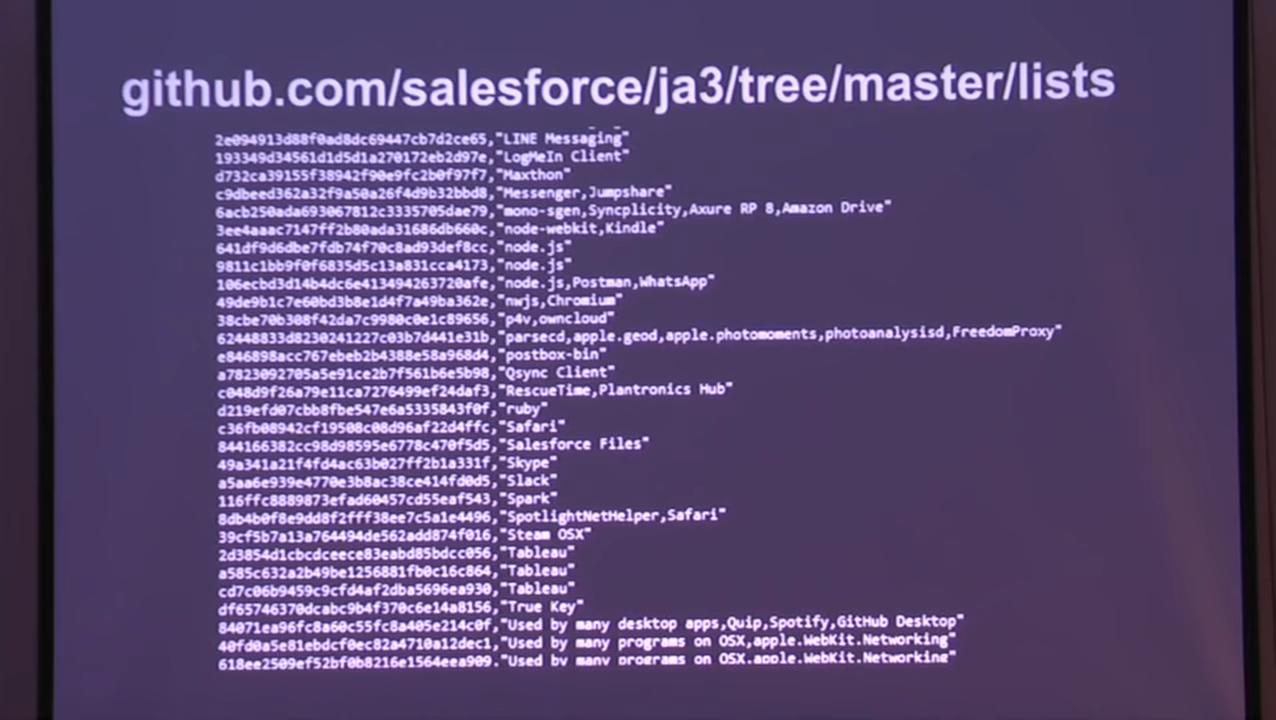 github.com/salesforce/ja3/tree/master/lists
2e094913d88f0ad8dc69447cb7d2ce65,"LINE Messaging"
193349d34561d1d5d1a270172eb2d97e,"LogMeIn Client"
d732ca39155f38942f90e9fc2b0f97f7,"Maxthon"
c9dbeed362a32f9a50a26f4d9b32bbd8,"Messenger,Jumpshare"
6acb250ada693067812c3335705dae79,"mono-sgen,Syncplicity,Axure RP 8,Amazon Drive"
3ee4aaac7147ff2b80ada31686db660c,"node-webkit,Kindle"
641df9d6dbe7fdb74f70c8ad93def8cc,"node.js"
9811c1bb9f0f6835d5c13a831cca4173,"node.js"
106ecbd3d14b4dc6e413494263720afe,"node.js,Postman,WhatsApp"
49de9b1c7e60bd3b8e1d4f7a49ba362e,"nwjs,Chromium"
38cbe70b308f42da7c9980c0e1c89656,"p4v,owncloud"
62448833d8230241227c03b7d441e31b,"parsecd,apple.geod,apple.photomoments,photoanalysisd,FreedomProxy"
e846898acc767ebeb2b4388e58a968d4,"postbox-bin"
a7823092705a5e91ce2b7f561b6e5b98,"Qsync Client"
c048d9f26a79e11ca7276499ef24daf3,"RescueTime,Plantronics Hub"
d219efd07cbb8fbe547e6a5335843f0f,"ruby"
c36fb08942cf19508c08d96af22d4ffc,"Safari"
844166382cc98d98595e6778c470f5d5,"Salesforce Files"
49a341a21f4fd4ac63b027ff2b1a331f,"Skype"
a5aa6e939e4770e3b8ac38ce414fd0d5,"Slack"
116ffc8889873efad60457cd55eaf543,"Spark"
8db4b0f8e9dd8f2fff38ee7c5a1e4496,"SpotlightNetHelper,Safari"
39cf5b7a13a764494de562add874f016,"Steam OSX"
2d3854d1cbcdceece83eabd85bdcc056,"Tableau"
a585c632a2b49be1256881fb0c16c864,"Tableau"
cd7c06b9459c9cfd4af2dba5696ea930,"Tableau"
df65746370dcabc9b4f370c6e14a8156,"True Key"
84071ea96fc8a60c55fc8a405e214c0f,"Used by many desktop apps,Quip,Spotify,GitHub Desktop"
40fd0a5e81ebdcf0ec82a4710a12dec1,"Used by many programs on OSX,apple.WebKit.Networking"
618ee2509ef52bf0b8216e1564eea909,"Used by many programs on OSX,apple.WebKit.Networking"